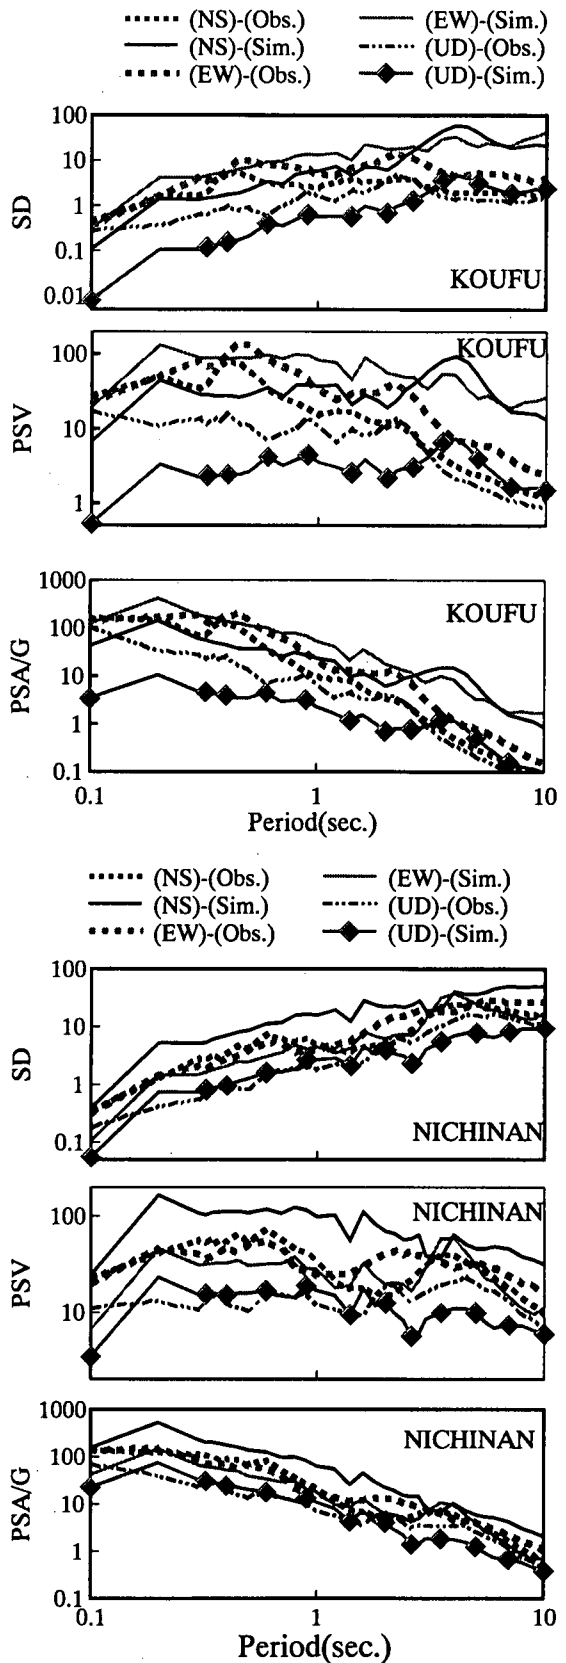 (NS)-(Obs.) (EW)-(Sim.)
(NS)-(Sim.) (UD)-(Obs.)
(EW)-(Obs.) (UD)-(Sim.)
100
10
1
0.1
0.01
SD
KOUFU
100
10
1
PSV
KOUFU
1000
100
10
1
0.1
PSA/G
KOUFU
0.1 1 10
Period(sec.)
(NS)-(Obs.) (EW)-(Sim.)
(NS)-(Sim.) (UD)-(Obs.)
(EW)-(Obs.) (UD)-(Sim.)
100
10
1
0.1
SD
NICHINAN
100
10
PSV
NICHINAN
1000
100
10
1
0.1
PSA/G
NICHINAN
0.1 1 10
Period(sec.)